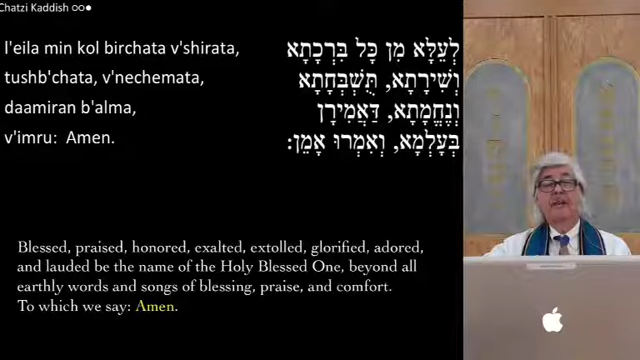 Chatzi Kaddish ○○●
l'eila min kol birchata v'shirata,
tushb'chata, v'nechemata,
daamiran b'alma,
v'imru: Amen.
לְעֵלָּא מִן כָּל בִּרְכָתָא
וְשִׁירָתָא, תֻּשְׁבְּחָתָא
וְנֶחֱמָתָא, דַּאֲמִירָן
בְּעָלְמָא, וְאִמְרוּ אָמֵן:
Blessed, praised, honored, exalted, extolled, glorified, adored,
and lauded be the name of the Holy Blessed One, beyond all
earthly words and songs of blessing, praise, and comfort.
To which we say: Amen.